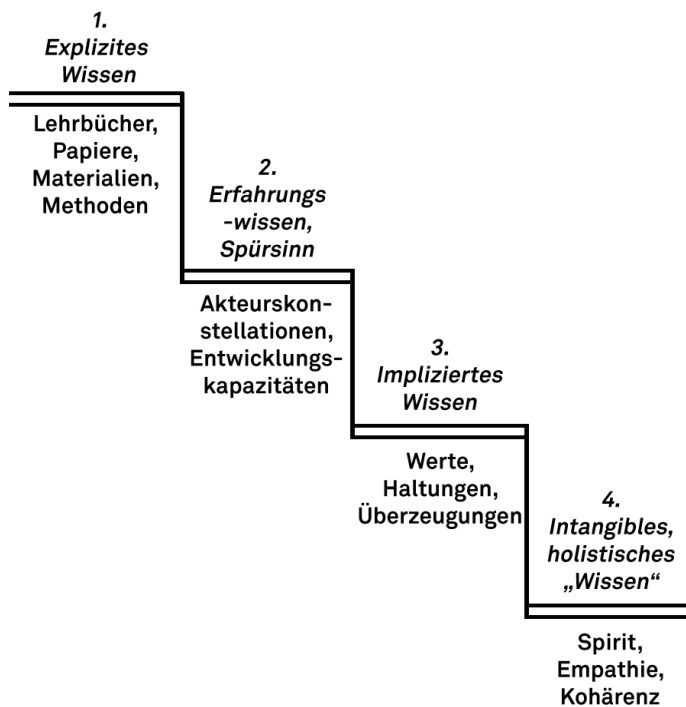 1.
Explizites
Wissen
Lehrbücher,
Papiere,
Materialien,
Methoden
2.
Erfahrungs
-wissen,
Spürsinn
Akteurskon-
stellationen,
Entwicklungs-
kapazitäten
3.
Impliziertes
Wissen
Werte,
Haltungen,
Überzeugungen
4.
Intangibles,
holistisches
„Wissen“
Spirit,
Empathie,
Kohärenz